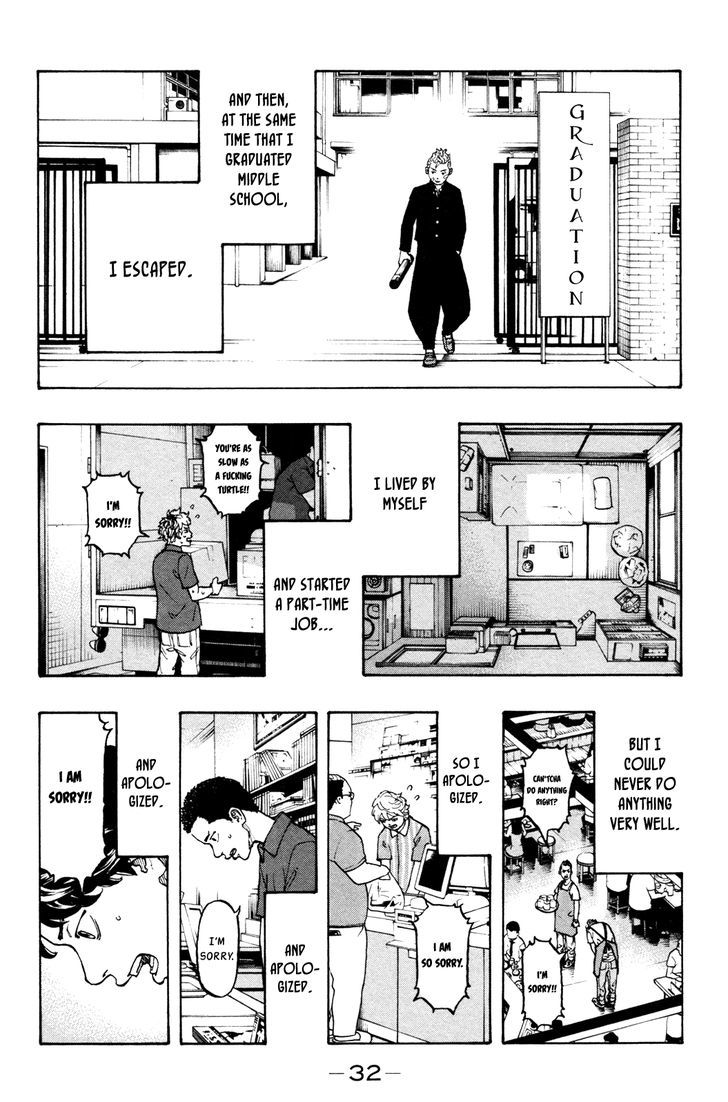 AND THEN,
AT THE SAME
TIME THAT I
GRADUATED
MIDDLE
SCHOOL,
I ESCAPED.
GRADUATION
I LIVED BY
MYSELF
AND STARTED
A PART-TIME
JOB...
YOU'RE AS
SLOW AS
A FUCKING
TURTLE!!
I'M
SORRY!!
BUT I
COULD
NEVER DO
ANYTHING
VERY WELL.
CAN'TCHA
DO ANYTHING
RIGHT?
I'M
SORRY!!
SO I
APOLO-
GIZED.
I AM
SO SORRY.
AND
APOLO-
GIZED.
I'M
SORRY.
AND
APOLO-
GIZED.
I AM
SORRY!!
—32—